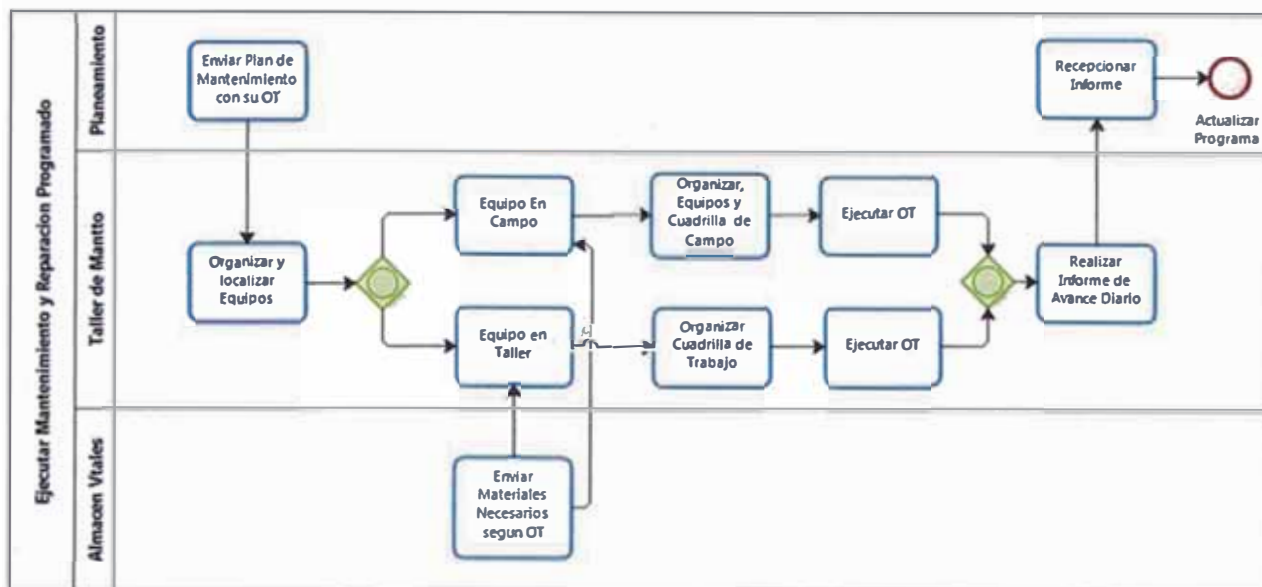 Ejecutar Mantenimiento y Reparacion Programado
Planeamiento
Enviar Plan de
Mantenimiento
con su OT
Recepcionar
Informe
Actualizar
Programa
Taller de Mantto
Organizar y
localizar
Equipos
Equipo En
Campo
Organizar,
Equipos y
Cuadrilla de
Campo
Ejecutar OT
Equipo en
Taller
Organizar
Cuadrilla de
Trabajo
Ejecutar OT
Realizar
Informe de
Avance Diario
Almacen Vtales
Enviar
Materiales
Necesarios
segun OT